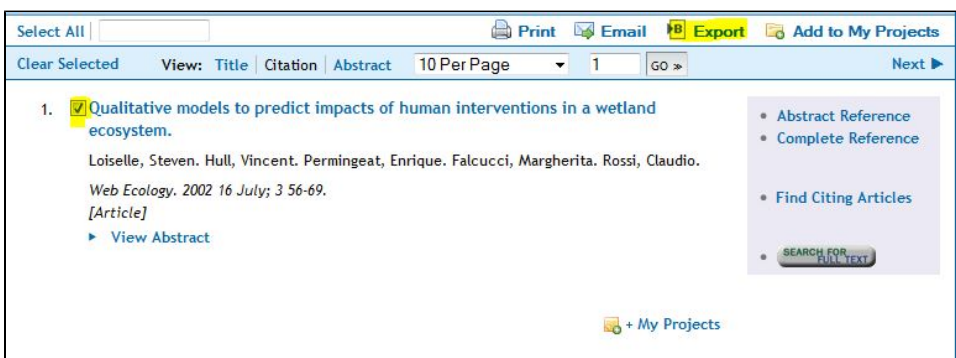 Select All Print Email Export Add to My Projects
Clear Selected View: Title | Citation | Abstract 10 Per Page 1 GO » Next ▶
1. Qualitative models to predict impacts of human interventions in a wetland
ecosystem.
Loiselle, Steven. Hull, Vincent. Permingeat, Enrique. Falcucci, Margherita. Rossi, Claudio.
Web Ecology. 2002 16 July; 3 56-69.
[Article]
▶ View Abstract
• Abstract Reference
• Complete Reference
• Find Citing Articles
• SEARCH FOR
FULL TEXT
+ My Projects